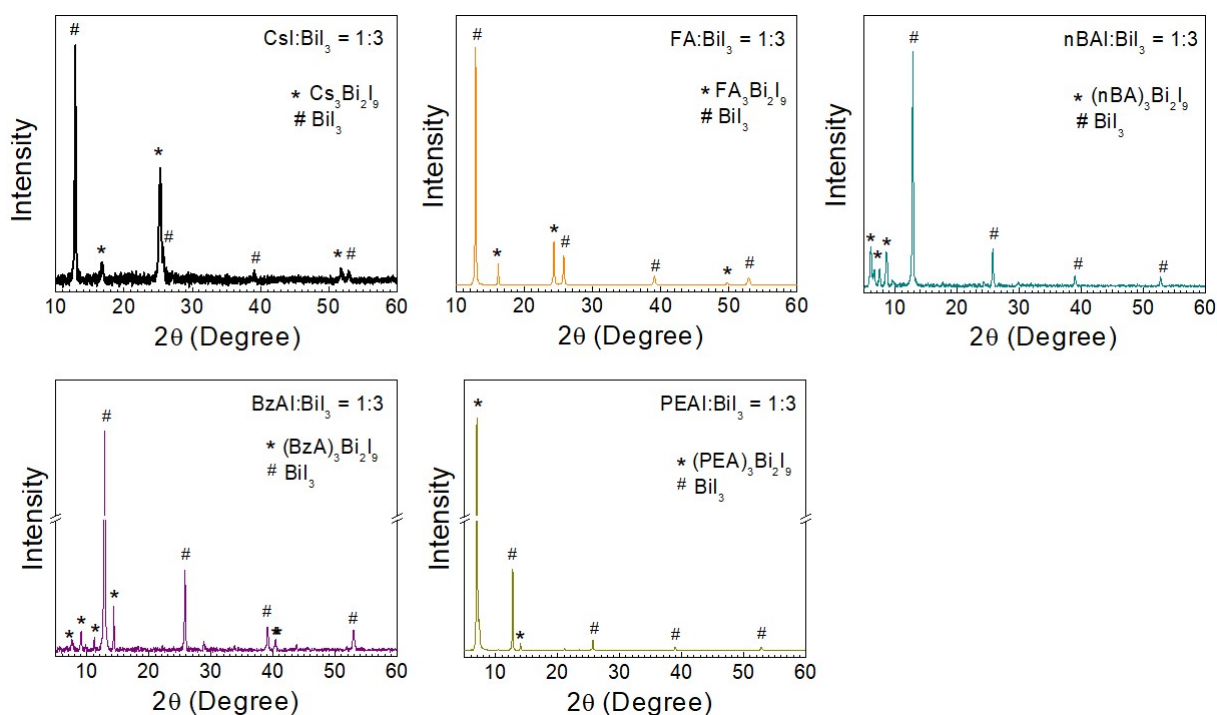 CsI:BiI₃ = 1:3
* Cs₃Bi₂I₉
# BiI₃
#
*
*
#
#
*
#
Intensity
10 20 30 40 50 60
2θ (Degree)
FA:BiI₃ = 1:3
* FA₃Bi₂I₉
# BiI₃
#
*
*
#
#
*
#
Intensity
10 20 30 40 50 60
2θ (Degree)
nBAI:BiI₃ = 1:3
* (nBA)₃Bi₂I₉
# BiI₃
*
*
*
#
#
#
#
Intensity
10 20 30 40 50 60
2θ (Degree)
BzAI:BiI₃ = 1:3
* (BzA)₃Bi₂I₉
# BiI₃
*
*
*
#
*
#
#
**
#
Intensity
10 20 30 40 50 60
2θ (Degree)
PEAI:BiI₃ = 1:3
* (PEA)₃Bi₂I₉
# BiI₃
*
#
*
#
#
#
Intensity
10 20 30 40 50 60
2θ (Degree)